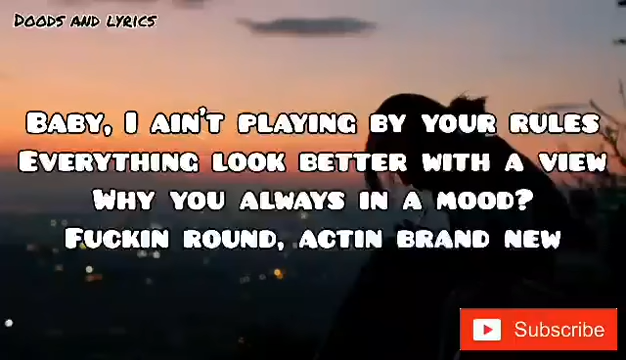 DOODS AND LYRICS
BABY, I AIN'T PLAYING BY YOUR RULES
EVERYTHING LOOK BETTER WITH A VIEW
WHY YOU ALWAYS IN A MOOD?
FUCKIN ROUND, ACTIN BRAND NEW
Subscribe